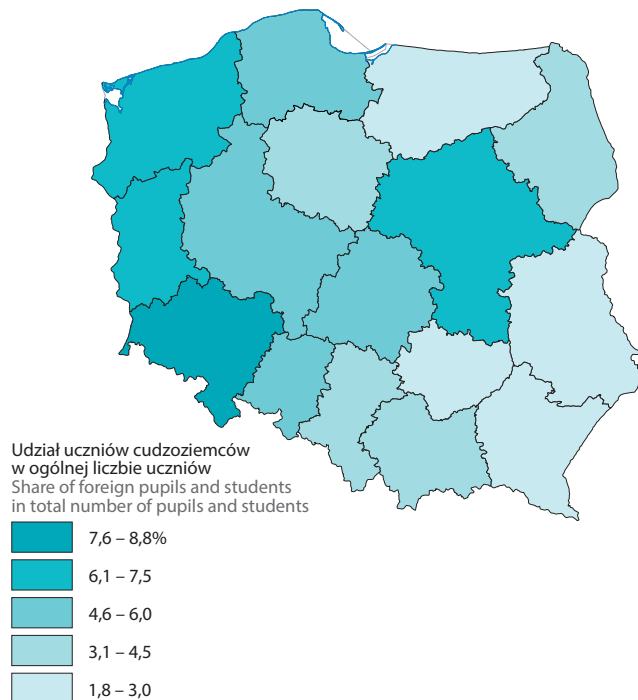 Udział uczniów cudzoziemców
w ogólnej liczbie uczniów
Share of foreign pupils and students
in total number of pupils and students
7,6 – 8,8%
6,1 – 7,5
4,6 – 6,0
3,1 – 4,5
1,8 – 3,0